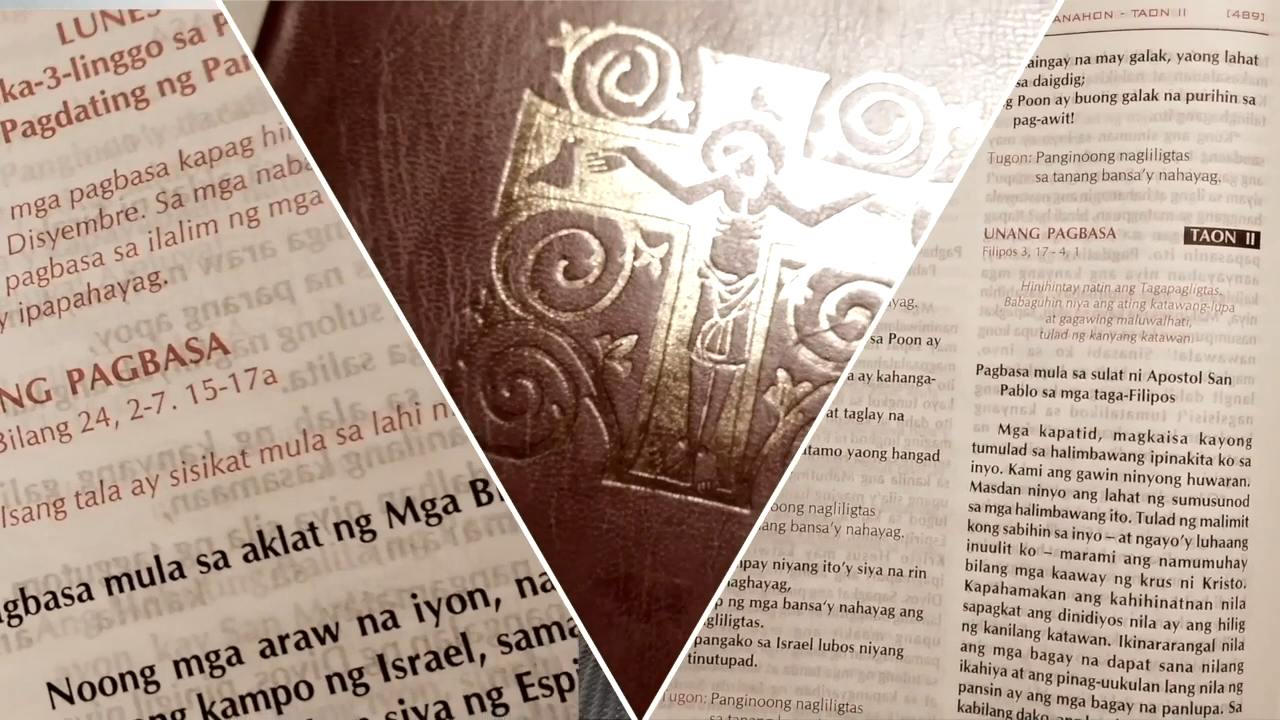 LUNES
ka-3-linggo sa
Pagdating ng
mga pagbasa kapag
Disyembre. Sa mga
pagbasa sa ilalim ng mga
y ipapahayag.
NG PAGBASA
Bilang 24, 2-7. 15-17a
Isang tala ay sisikat mula sa lahi
agbasa mula sa aklat ng Mga
Noong mga araw na iyon,
ng kampo ng Israel,
siya ng
yag.
sa Poon ay
a ay kahanga-
at taglay na
atamo yaong hangad
oong nagliligtas
ang bansa'y nahayag.
pay niyang ito'y siya na rin
aghayag,
ng mga bansa'y nahayag ang
gliligtas.
pangako sa Israel lubos niyang
tinutupad.
Tugon: Panginoong nagliligtas
sa tanang
ANAHON - TAON II [489]
aingay na may galak, yaong lahat
sa daigdig;
g Poon ay buong galak na purihin sa
pag-awit!
Tugon: Panginoong nagliligtas
sa tanang bansa'y nahayag.
UNANG PAGBASA TAON II
Filipos 3, 17 - 4, 1
Hinihintay natin ang Tagapagligtas.
Babaguhin niya ang ating katawang-lupa
at gagawing maluwalhati,
tulad ng kanyang katawan.
Pagbasa mula sa sulat ni Apostol San
Pablo sa mga taga-Filipos
Mga kapatid, magkaisa kayong
tumulad sa halimbawang ipinakita ko sa
inyo. Kami ang gawin ninyong huwaran.
Masdan ninyo ang lahat ng sumusunod
sa mga halimbawang ito. Tulad ng malimit
kong sabihin sa inyo – at ngayo'y luhaang
inuulit ko – marami ang namumuhay
bilang mga kaaway ng krus ni Kristo.
Kapahamakan ang kahihinatnan nila
sapagkat ang dinidiyos nila ay ang hilig
ng kanilang katawan. Ikinararangal nila
ang mga bagay na dapat sana nilang
ikahiya at ang pinag-uukulan lang nila ng
pansin ay ang mga bagay na panlupa. Sa
kabilang dako,